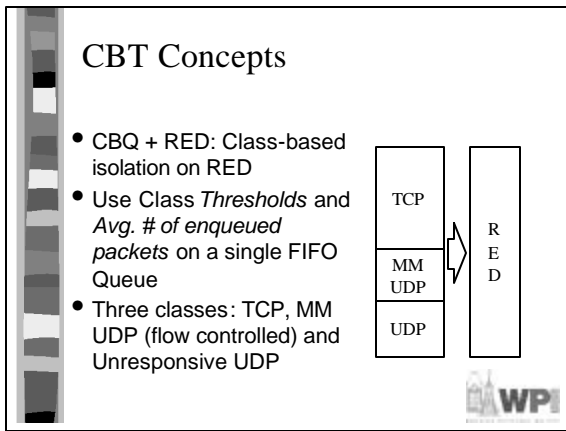 CBT Concepts
• CBQ + RED: Class-based
isolation on RED
• Use Class Thresholds and
Avg. # of enqueued
packets on a single FIFO
Queue
• Three classes: TCP, MM
UDP (flow controlled) and
Unresponsive UDP
TCP
MM
UDP
UDP
R
E
D
WPI